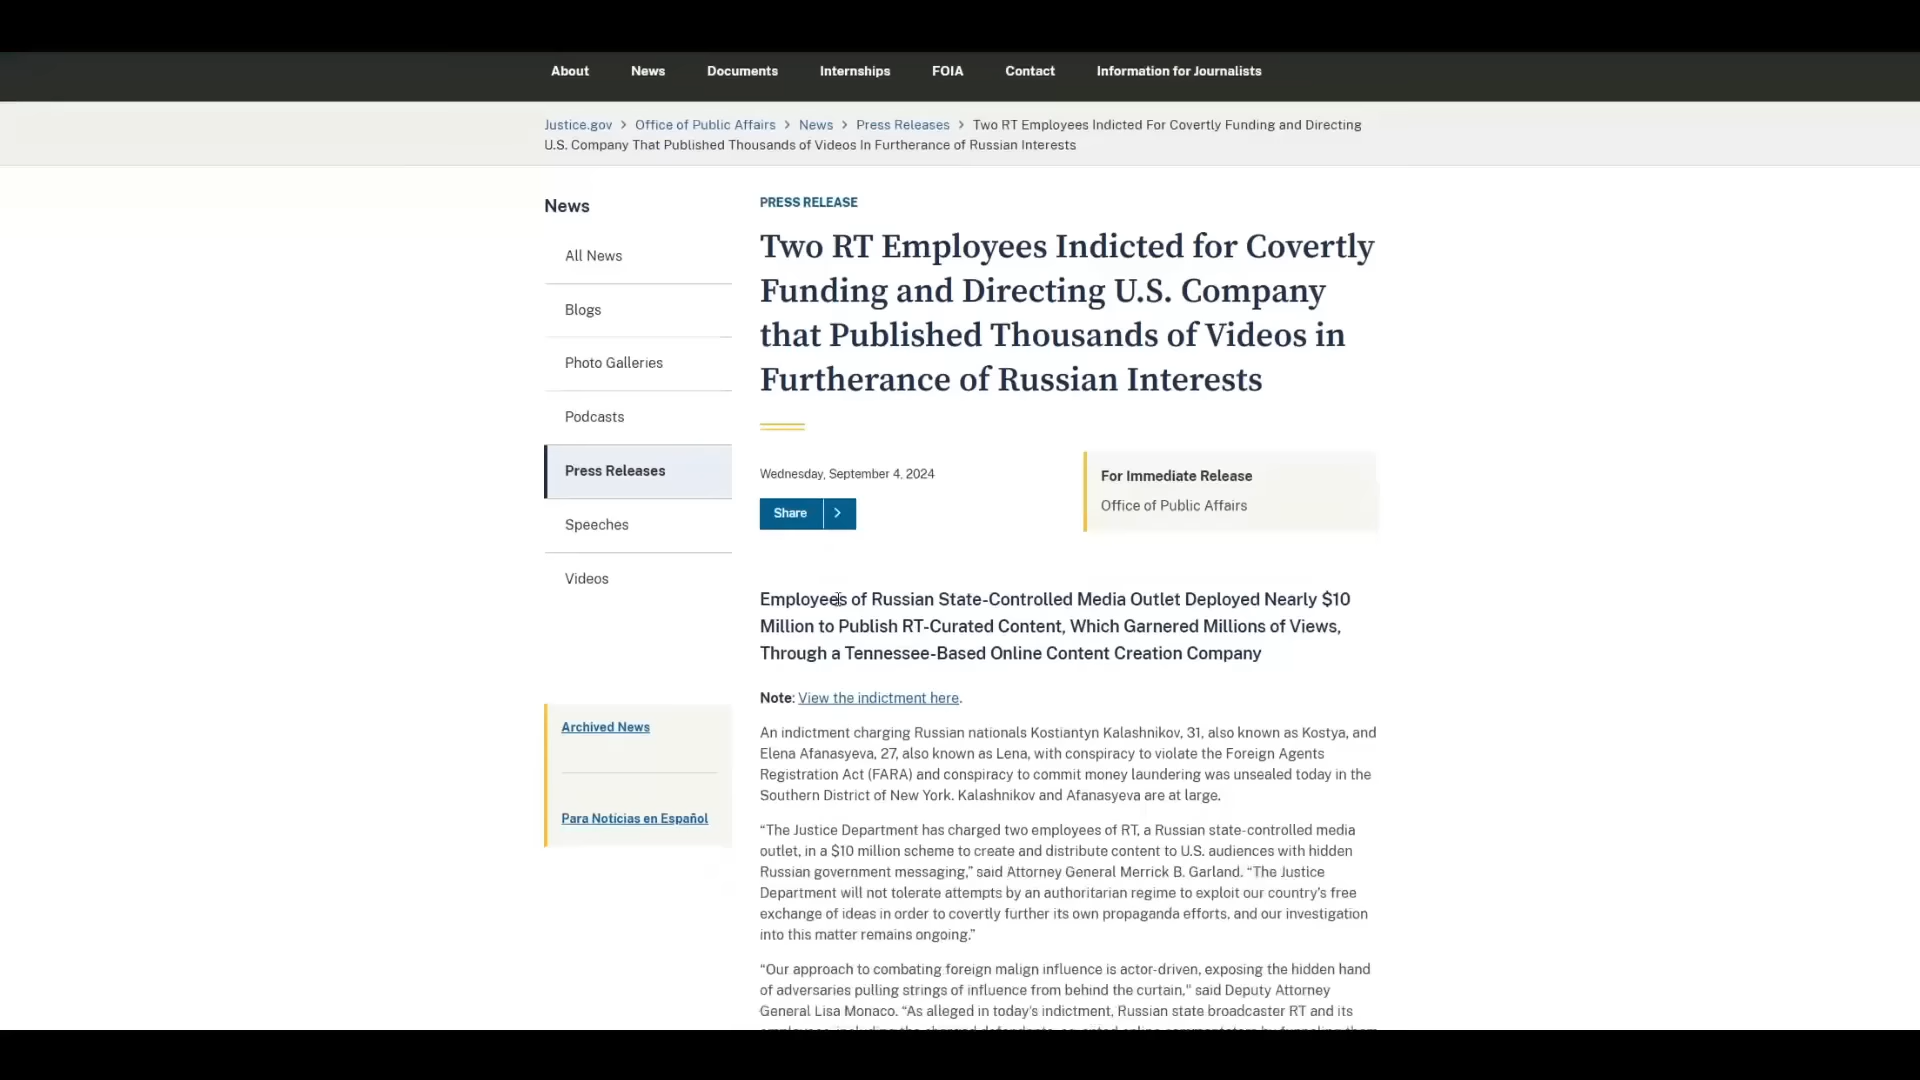 About News Documents Internships FOIA Contact Information for Journalists
Justice.gov > Office of Public Affairs > News > Press Releases > Two RT Employees Indicted For Covertly Funding and Directing
U.S. Company That Published Thousands of Videos In Furtherance of Russian Interests
News
All News
Blogs
Photo Galleries
Podcasts
Press Releases
Speeches
Videos
Archived News
Para Noticias en Español
PRESS RELEASE
Two RT Employees Indicted for Covertly
Funding and Directing U.S. Company
that Published Thousands of Videos in
Furtherance of Russian Interests
Wednesday, September 4, 2024
Share >
For Immediate Release
Office of Public Affairs
Employees of Russian State-Controlled Media Outlet Deployed Nearly $10
Million to Publish RT-Curated Content, Which Garnered Millions of Views,
Through a Tennessee-Based Online Content Creation Company
Note: View the indictment here.
An indictment charging Russian nationals Kostiantyn Kalashnikov, 31, also known as Kostya, and
Elena Afanasyeva, 27, also known as Lena, with conspiracy to violate the Foreign Agents
Registration Act (FARA) and conspiracy to commit money laundering was unsealed today in the
Southern District of New York. Kalashnikov and Afanasyeva are at large.
“The Justice Department has charged two employees of RT, a Russian state-controlled media
outlet, in a $10 million scheme to create and distribute content to U.S. audiences with hidden
Russian government messaging,” said Attorney General Merrick B. Garland. “The Justice
Department will not tolerate attempts by an authoritarian regime to exploit our country’s free
exchange of ideas in order to covertly further its own propaganda efforts, and our investigation
into this matter remains ongoing.”
“Our approach to combating foreign malign influence is actor-driven, exposing the hidden hand
of adversaries pulling strings of influence from behind the curtain,” said Deputy Attorney
General Lisa Monaco. “As alleged in today’s indictment, Russian state broadcaster RT and its